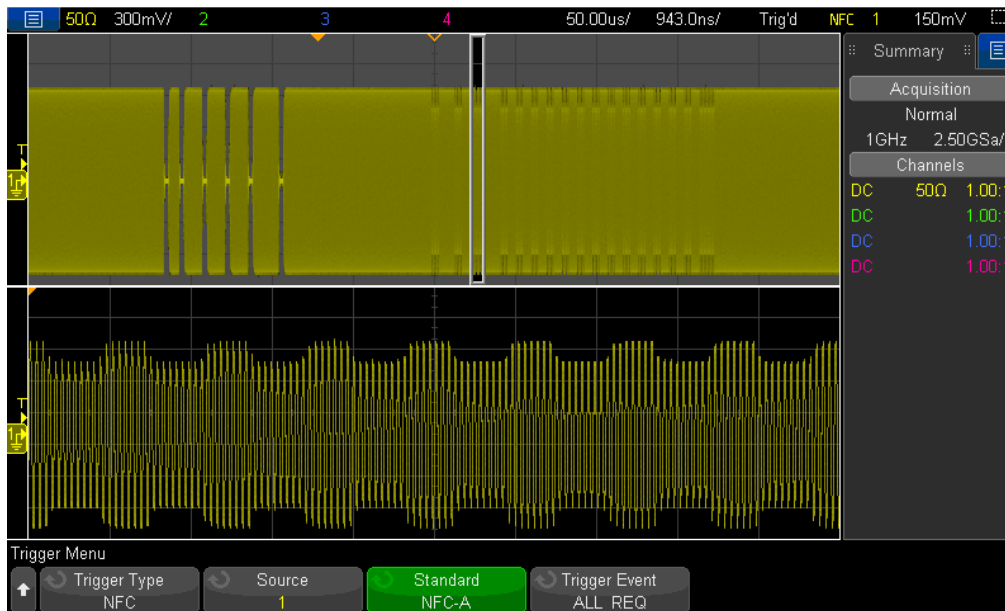 50Ω 300mV/ 2 3 4 50.00us/ 943.0ns/ Trig'd NFC 1 150mV
Summary
Acquisition
Normal
1GHz 2.50GSa/
Channels
DC 50Ω 1.00:
DC 1.00:
DC 1.00:
DC 1.00:
T
1
T
1
Trigger Menu
Trigger Type Source Standard Trigger Event
NFC 1 NFC-A ALL REQ